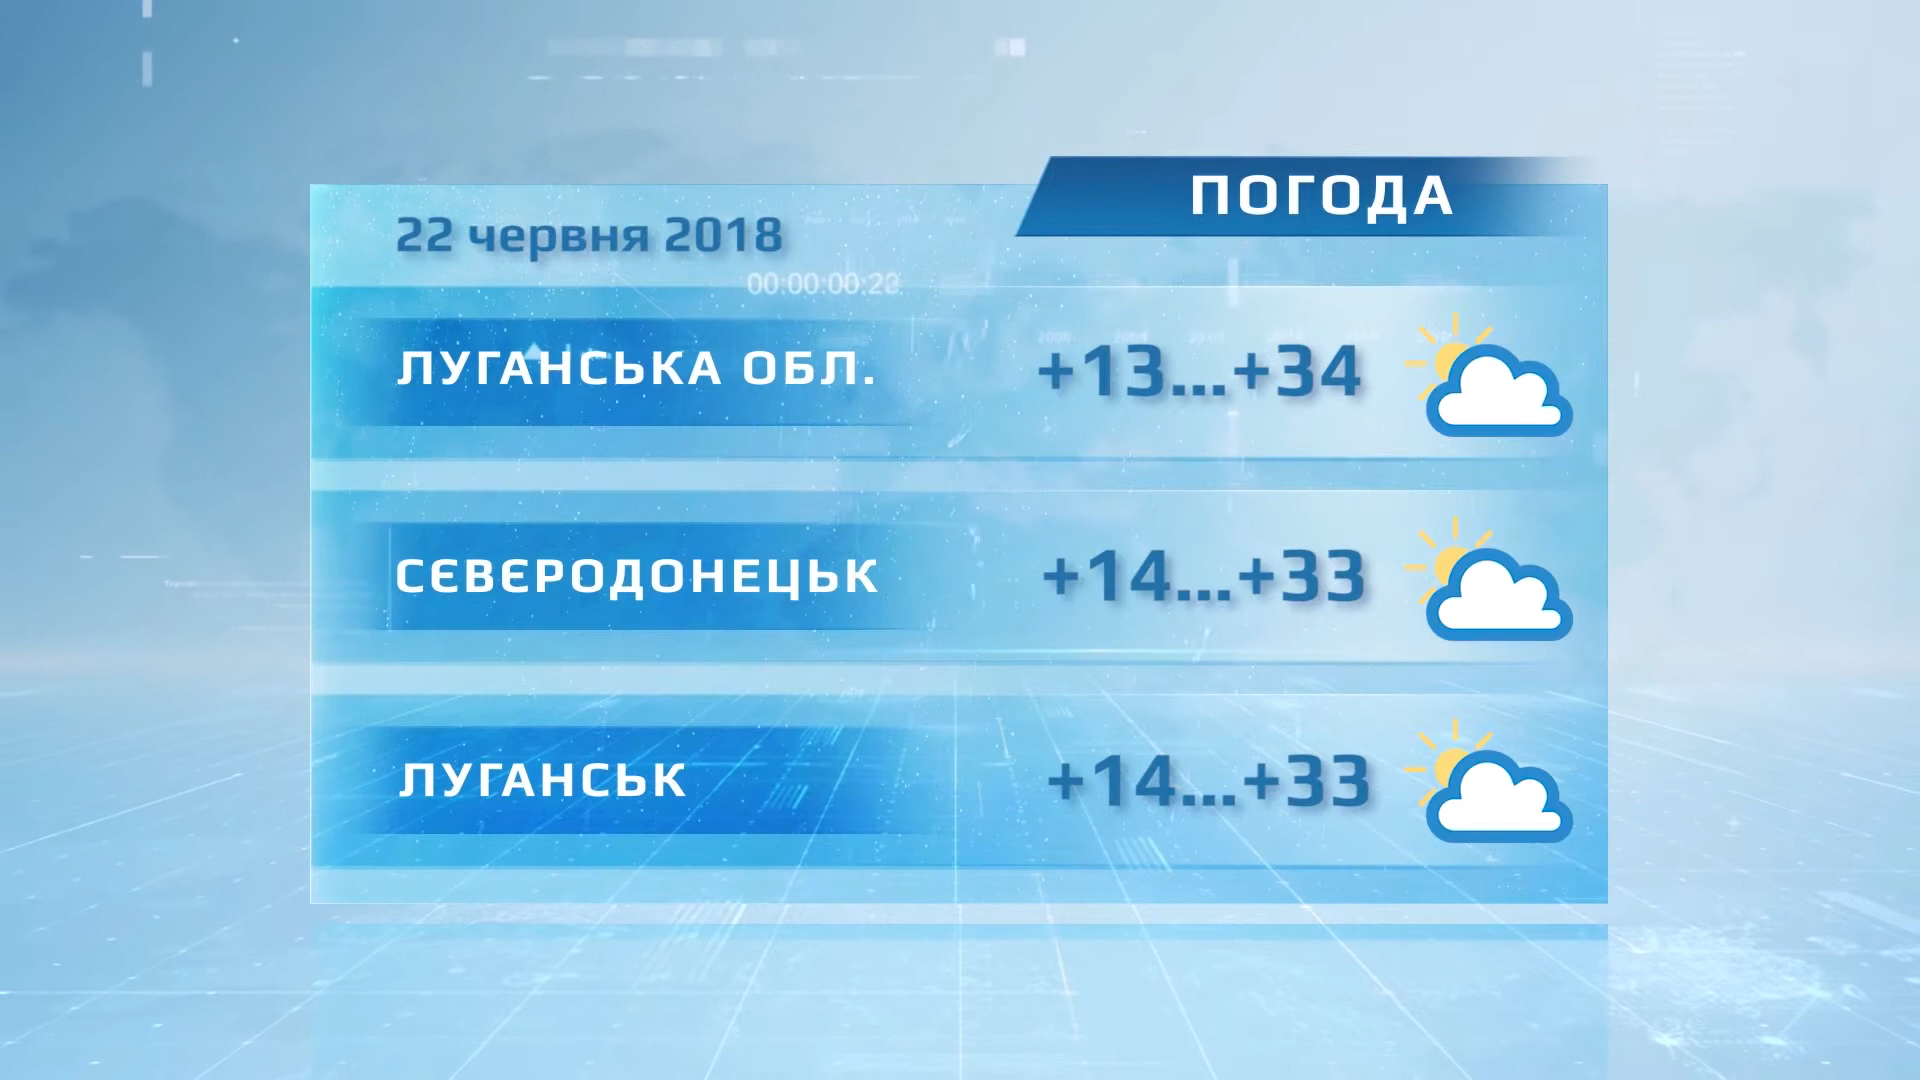 ПОГОДА
22 червня 2018
00:00:00:20
ЛУГАНСЬКА ОБЛ. +13...+34
СЄВЄРОДОНЕЦЬК +14...+33
ЛУГАНСЬК +14...+33